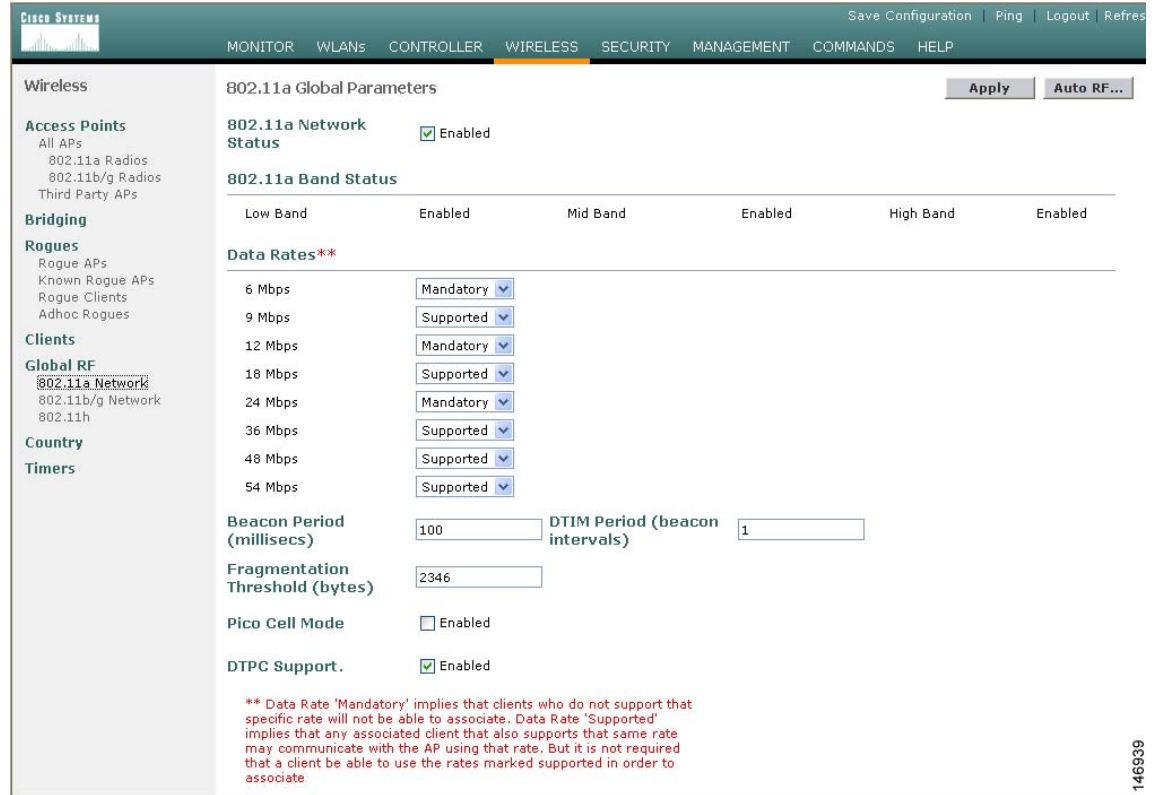 CISCO SYSTEMS
Save Configuration | Ping | Logout | Refres
MONITOR WLANs CONTROLLER WIRELESS SECURITY MANAGEMENT COMMANDS HELP
Wireless
Access Points
All APs
802.11a Radios
802.11b/g Radios
Third Party APs
Bridging
Rogues
Rogue APs
Known Rogue APs
Rogue Clients
Adhoc Rogues
Clients
Global RF
802.11a Network
802.11b/g Network
802.11h
Country
Timers
802.11a Global Parameters
Apply Auto RF...
802.11a Network
Status
Enabled
802.11a Band Status
Low Band Enabled Mid Band Enabled High Band Enabled
Data Rates**
6 Mbps Mandatory
9 Mbps Supported
12 Mbps Mandatory
18 Mbps Supported
24 Mbps Mandatory
36 Mbps Supported
48 Mbps Supported
54 Mbps Supported
Beacon Period
(millisecs)
100
DTIM Period (beacon
intervals)
1
Fragmentation
Threshold (bytes)
2346
Pico Cell Mode Enabled
DTPC Support. Enabled
** Data Rate 'Mandatory' implies that clients who do not support that
specific rate will not be able to associate. Data Rate 'Supported'
implies that any associated client that also supports that same rate
may communicate with the AP using that rate. But it is not required
that a client be able to use the rates marked supported in order to
associate
146939